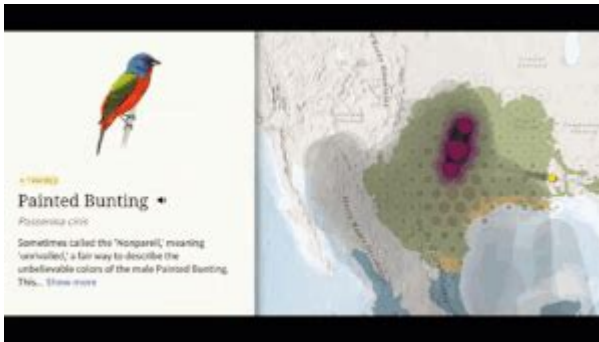 Painted Bunting
Passerina ciris
Sometimes called the 'Nonpareil,' meaning
'unrivalled,' a fair way to describe the
unbelievable colors of the male Painted Bunting.
This... Show more